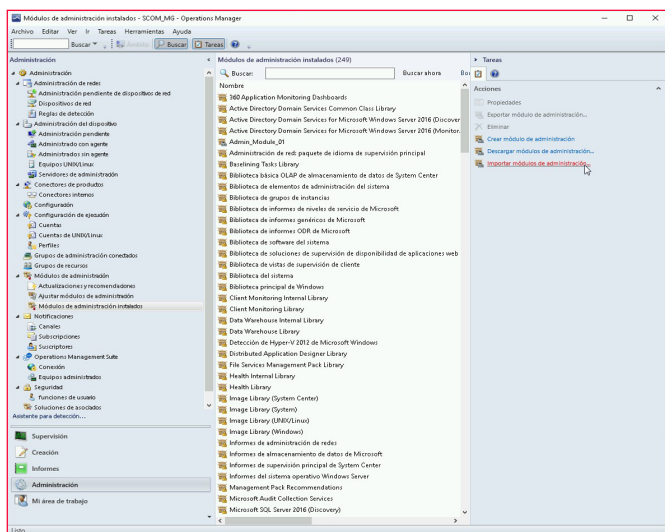 Módulos de administración instalados - SCOM_MG - Operations Manager
Archivo Editar Ver Ir Tareas Herramientas Ayuda
Buscar Ámbito Buscar Tareas
Administración
Administración
Administración de redes
Administración pendiente de dispositivos de red
Dispositivos de red
Reglas de detección
Administración del dispositivo
Administración pendiente
Administrado con agente
Administrados sin agente
Equipos UNIX/Linux
Servidores de administración
Conectores de productos
Conectores internos
Configuración
Configuración de ejecución
Cuentas
Cuentas de UNIX/Linux
Perfiles
Grupos de administración conectados
Grupos de recursos
Módulos de administración
Actualizaciones y recomendaciones
Ajustar módulos de administración
Módulos de administración instalados
Notificaciones
Canales
Subscripciones
Suscriptores
Operations Management Suite
Conexión
Equipos administrados
Seguridad
funciones de usuario
Soluciones de asociados
Asistente para detección...
Supervisión
Creación
Informes
Administración
Mi área de trabajo
Listo
Módulos de administración instalados (249)
Buscar: Buscar ahora
Nombre
360 Application Monitoring Dashboards
Active Directory Domain Services Common Class Library
Active Directory Domain Services for Microsoft Windows Server 2016 (Discover
Active Directory Domain Services for Microsoft Windows Server 2016 (Monitor.
Admin_Module_01
Administración de red: paquete de idioma de supervisión principal
Baselining Tasks Library
Biblioteca básica OLAP de almacenamiento de datos de System Center
Biblioteca de elementos de administración del sistema
Biblioteca de grupos de instancias
Biblioteca de informes de niveles de servicio de Microsoft
Biblioteca de informes genéricos de Microsoft
Biblioteca de informes ODR de Microsoft
Biblioteca de software del sistema
Biblioteca de soluciones de supervisión de disponibilidad de aplicaciones web
Biblioteca de vistas de supervisión de cliente
Biblioteca del sistema
Biblioteca principal de Windows
Client Monitoring Internal Library
Client Monitoring Library
Data Warehouse Internal Library
Data Warehouse Library
Detección de Hyper-V 2012 de Microsoft Windows
Distributed Application Designer Library
File Services Management Pack Library
Health Internal Library
Health Library
Image Library (System Center)
Image Library (System)
Image Library (UNIX/Linux)
Image Library (Windows)
Informes de administración de redes
Informes de almacenamiento de datos de Microsoft
Informes de supervisión principal de System Center
Informes del sistema operativo Windows Server
Management Pack Recommendations
Microsoft Audit Collection Services
Microsoft SQL Server 2016 (Discovery)
Tareas
Acciones
Propiedades
Exportar módulo de administración...
Eliminar
Crear módulo de administración
Descargar módulos de administración...
Importar módulos de administración...